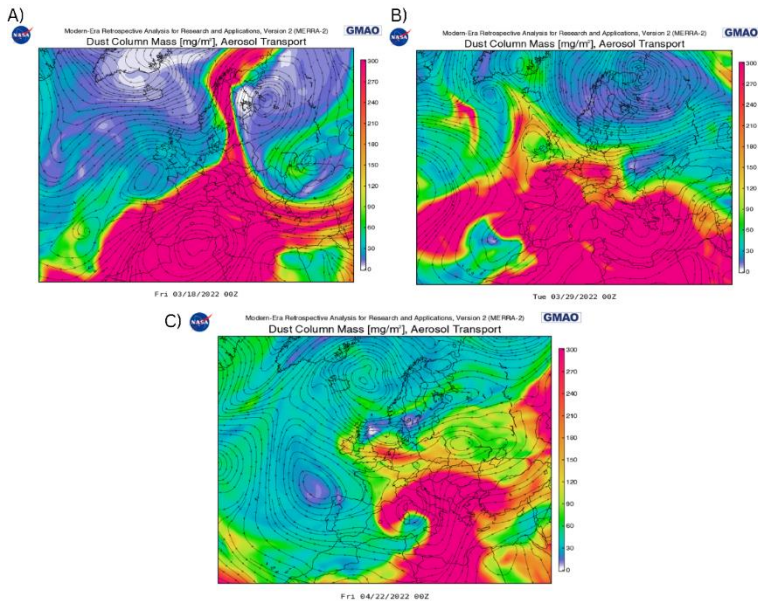 A)
NASA
Modern-Era Retrospective Analysis for Research and Applications, Version 2 (MERRA-2)
GMAO
Dust Column Mass [mg/m²], Aerosol Transport
300
270
240
210
180
150
120
90
60
30
0
Fri 03/18/2022 00Z
B)
NASA
Modern-Era Retrospective Analysis for Research and Applications, Version 2 (MERRA-2)
GMAO
Dust Column Mass [mg/m²], Aerosol Transport
300
270
240
210
180
150
120
90
60
30
0
Tue 03/29/2022 00Z
C)
NASA
Modern-Era Retrospective Analysis for Research and Applications, Version 2 (MERRA-2)
GMAO
Dust Column Mass [mg/m²], Aerosol Transport
300
270
240
210
180
150
120
90
60
30
0
Fri 04/22/2022 00Z